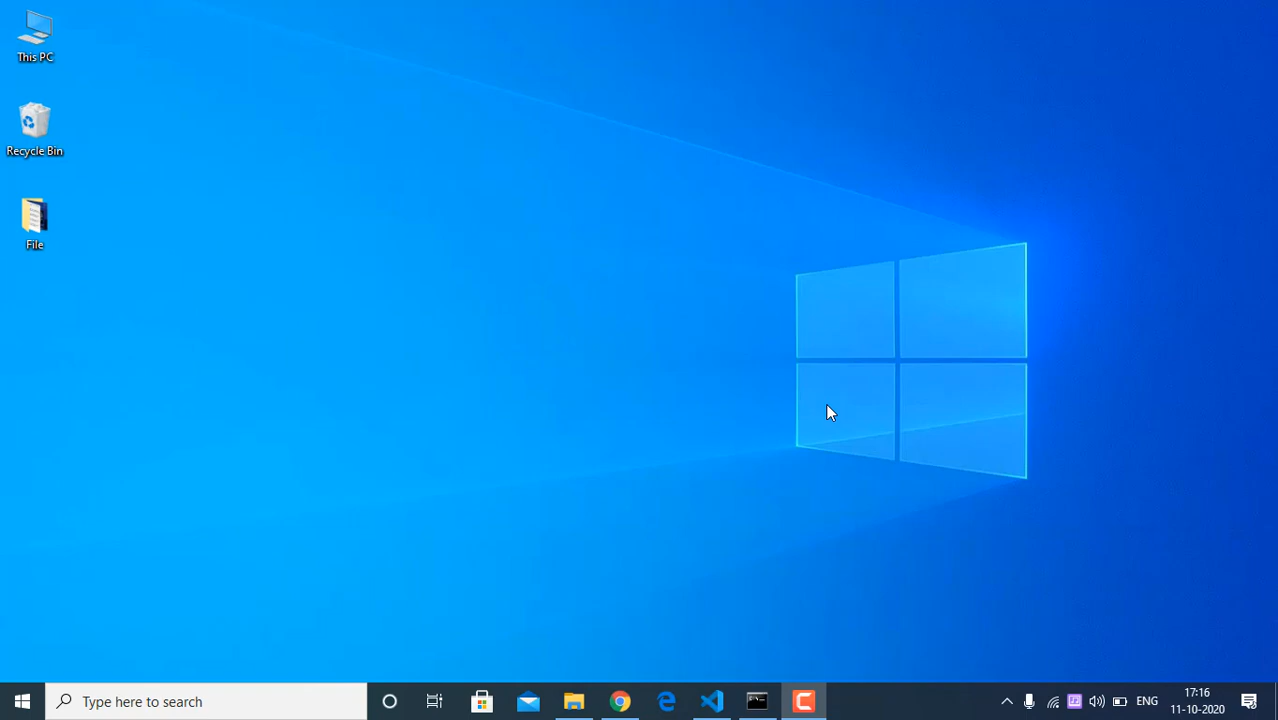 This PC
Recycle Bin
File
Type here to search
ENG
17:16
11-10-2020